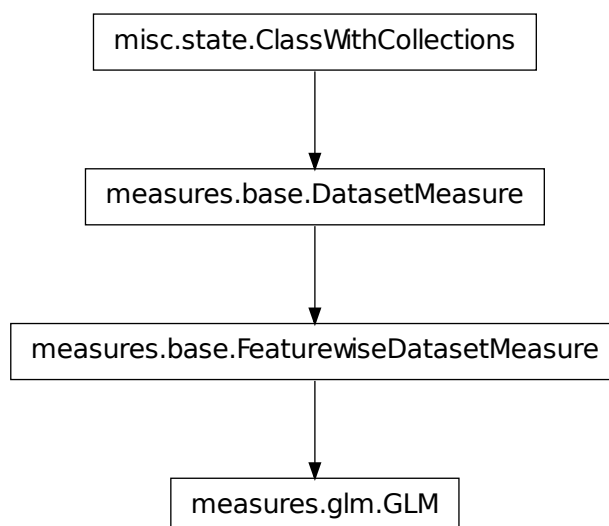 misc.state.ClassWithCollections
measures.base.DatasetMeasure
measures.base.FeaturewiseDatasetMeasure
measures.glm.GLM